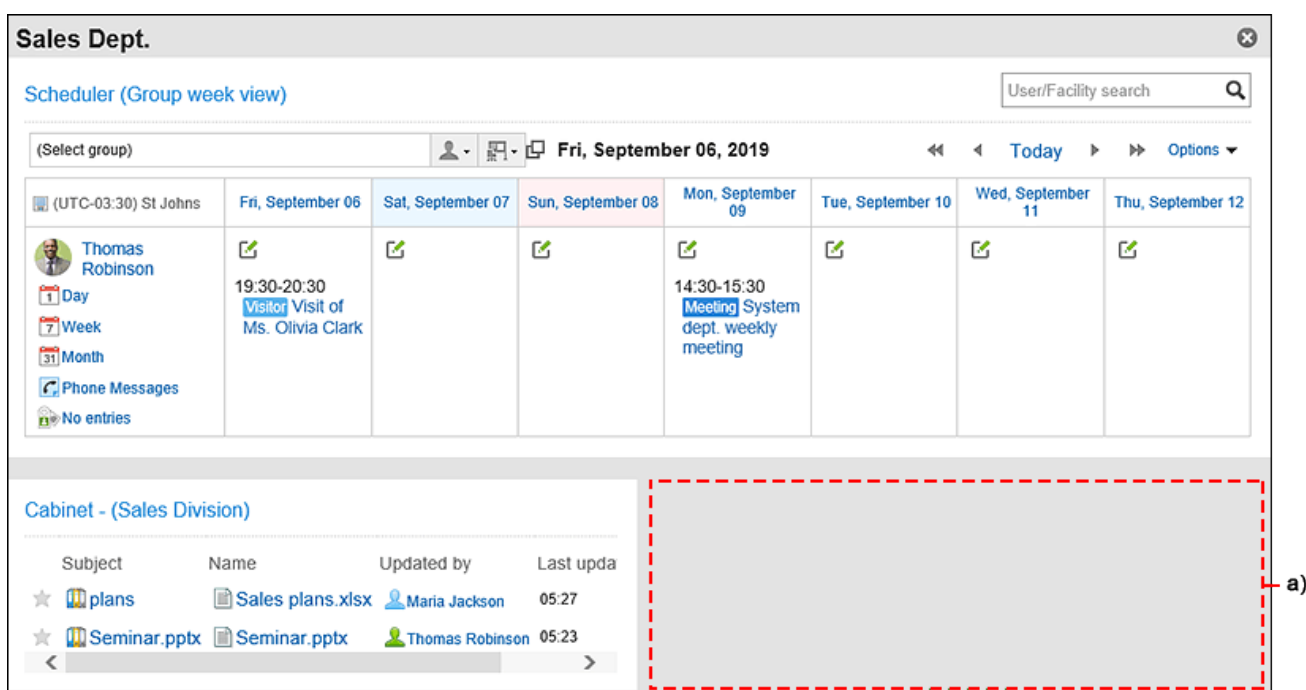 Sales Dept.
Scheduler (Group week view)
User/Facility search
(Select group)
Fri, September 06, 2019
Today
Options
(UTC-03:30) St Johns
Fri, September 06
Sat, September 07
Sun, September 08
Mon, September
09
Tue, September 10
Wed, September
11
Thu, September 12
Thomas
Robinson
1 Day
7 Week
31 Month
Phone Messages
No entries
19:30-20:30
Visitor Visit of
Ms. Olivia Clark
14:30-15:30
Meeting System
dept. weekly
meeting
Cabinet - (Sales Division)
Subject Name Updated by Last upda
plans Sales plans.xlsx Maria Jackson 05:27
Seminar.pptx Seminar.pptx Thomas Robinson 05:23
a)